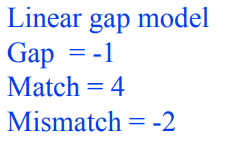 Linear gap model
Gap = -1
Match = 4
Mismatch = -2